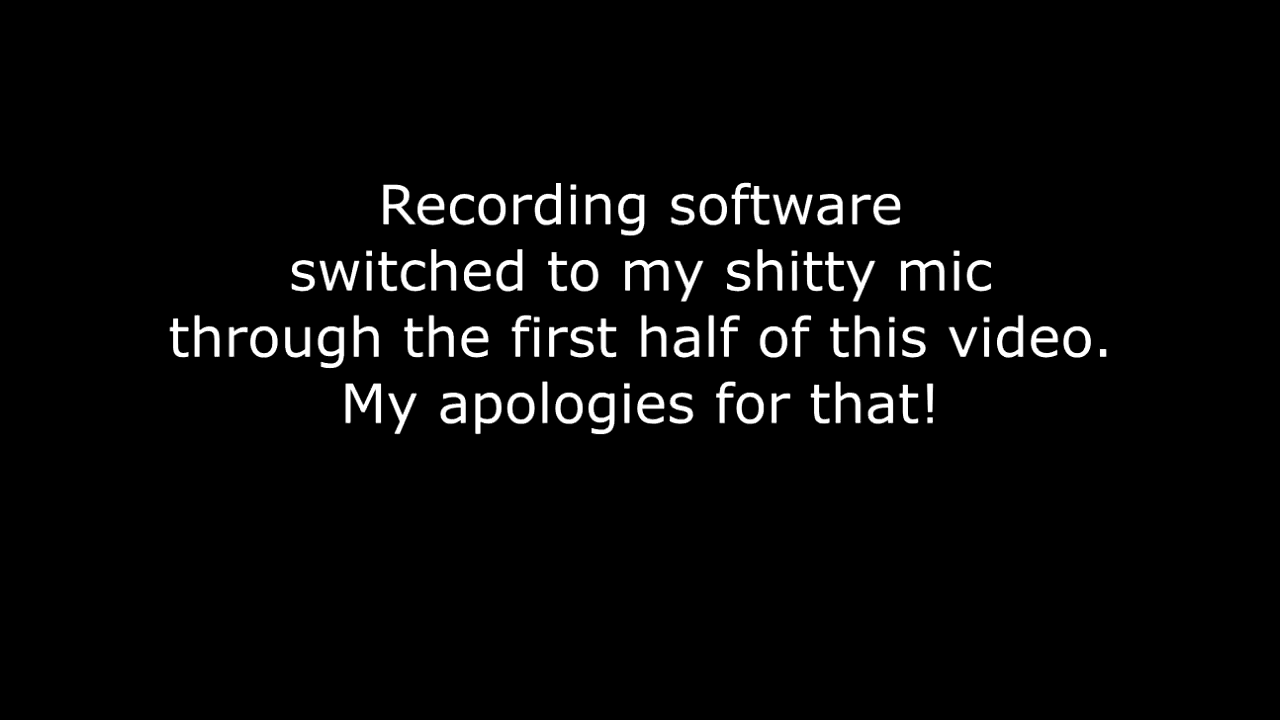 Recording software
switched to my shitty mic
through the first half of this video.
My apologies for that!